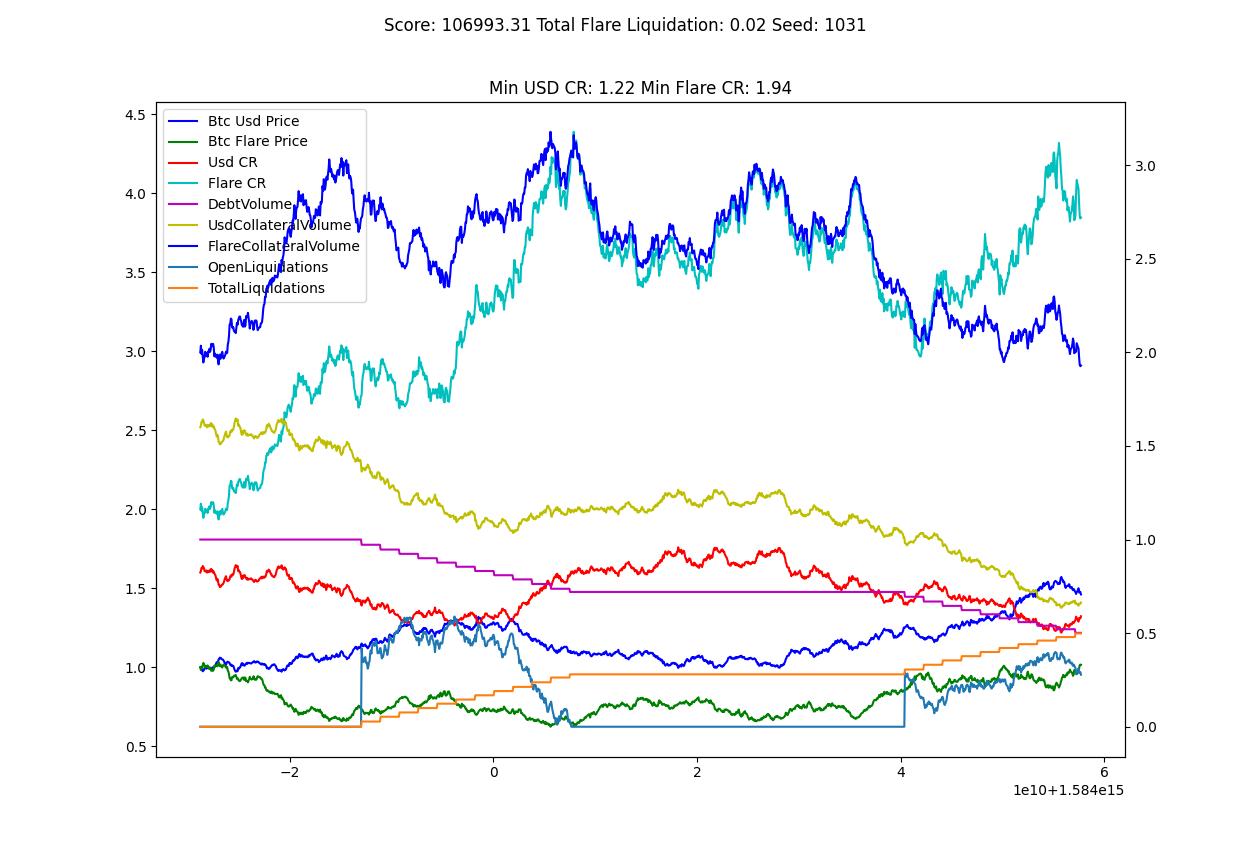 Score: 106993.31 Total Flare Liquidation: 0.02 Seed: 1031
Min USD CR: 1.22 Min Flare CR: 1.94
Btc Usd Price
Btc Flare Price
Usd CR
Flare CR
DebtVolume
UsdCollateralVolume
FlareCollateralVolume
OpenLiquidations
TotalLiquidations
4.5
4.0
3.5
3.0
2.5
2.0
1.5
1.0
0.5
3.0
2.5
2.0
1.5
1.0
0.5
0.0
−2
0
2
4
6
1e10+1.584e15